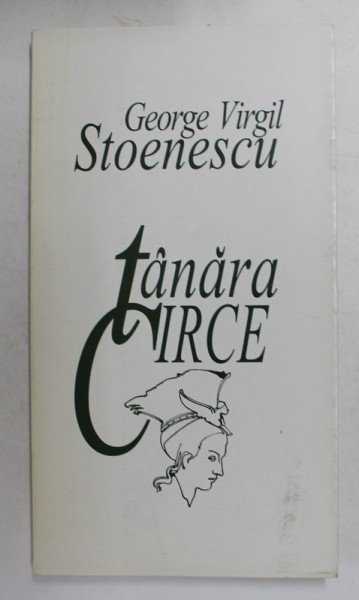 George Virgil
Stoenescu
tânăra
CIRCE